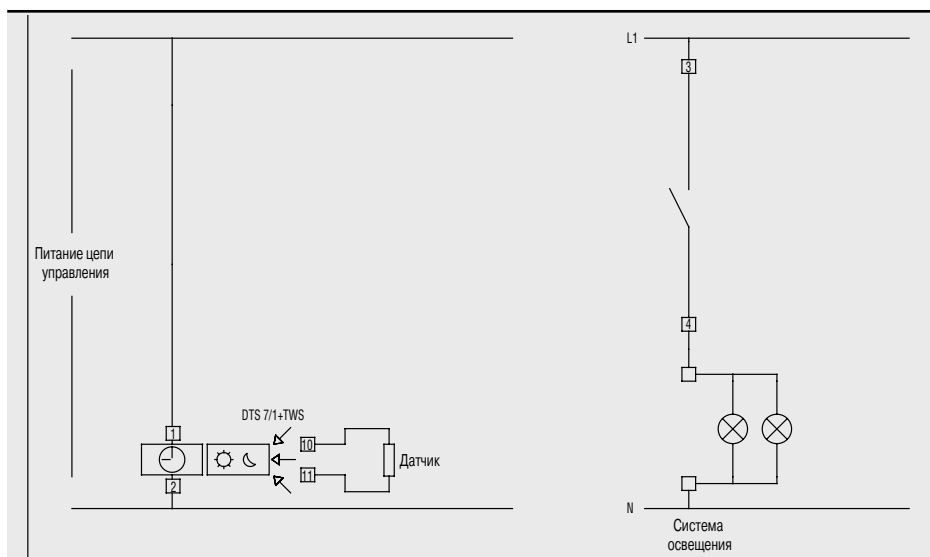 L1
3
Питание цепи
управления
4
DTS 7/1+TWS
1
10
Датчик
11
2
N
Система
освещения